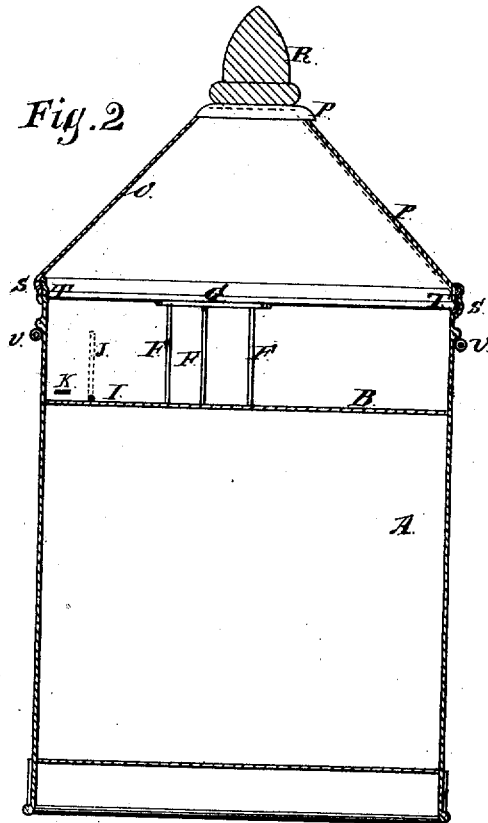 R.
Fig. 2
P.
O. P.
S. T. d T. S.
v. F F F v.
J.
K. I. B.
A.